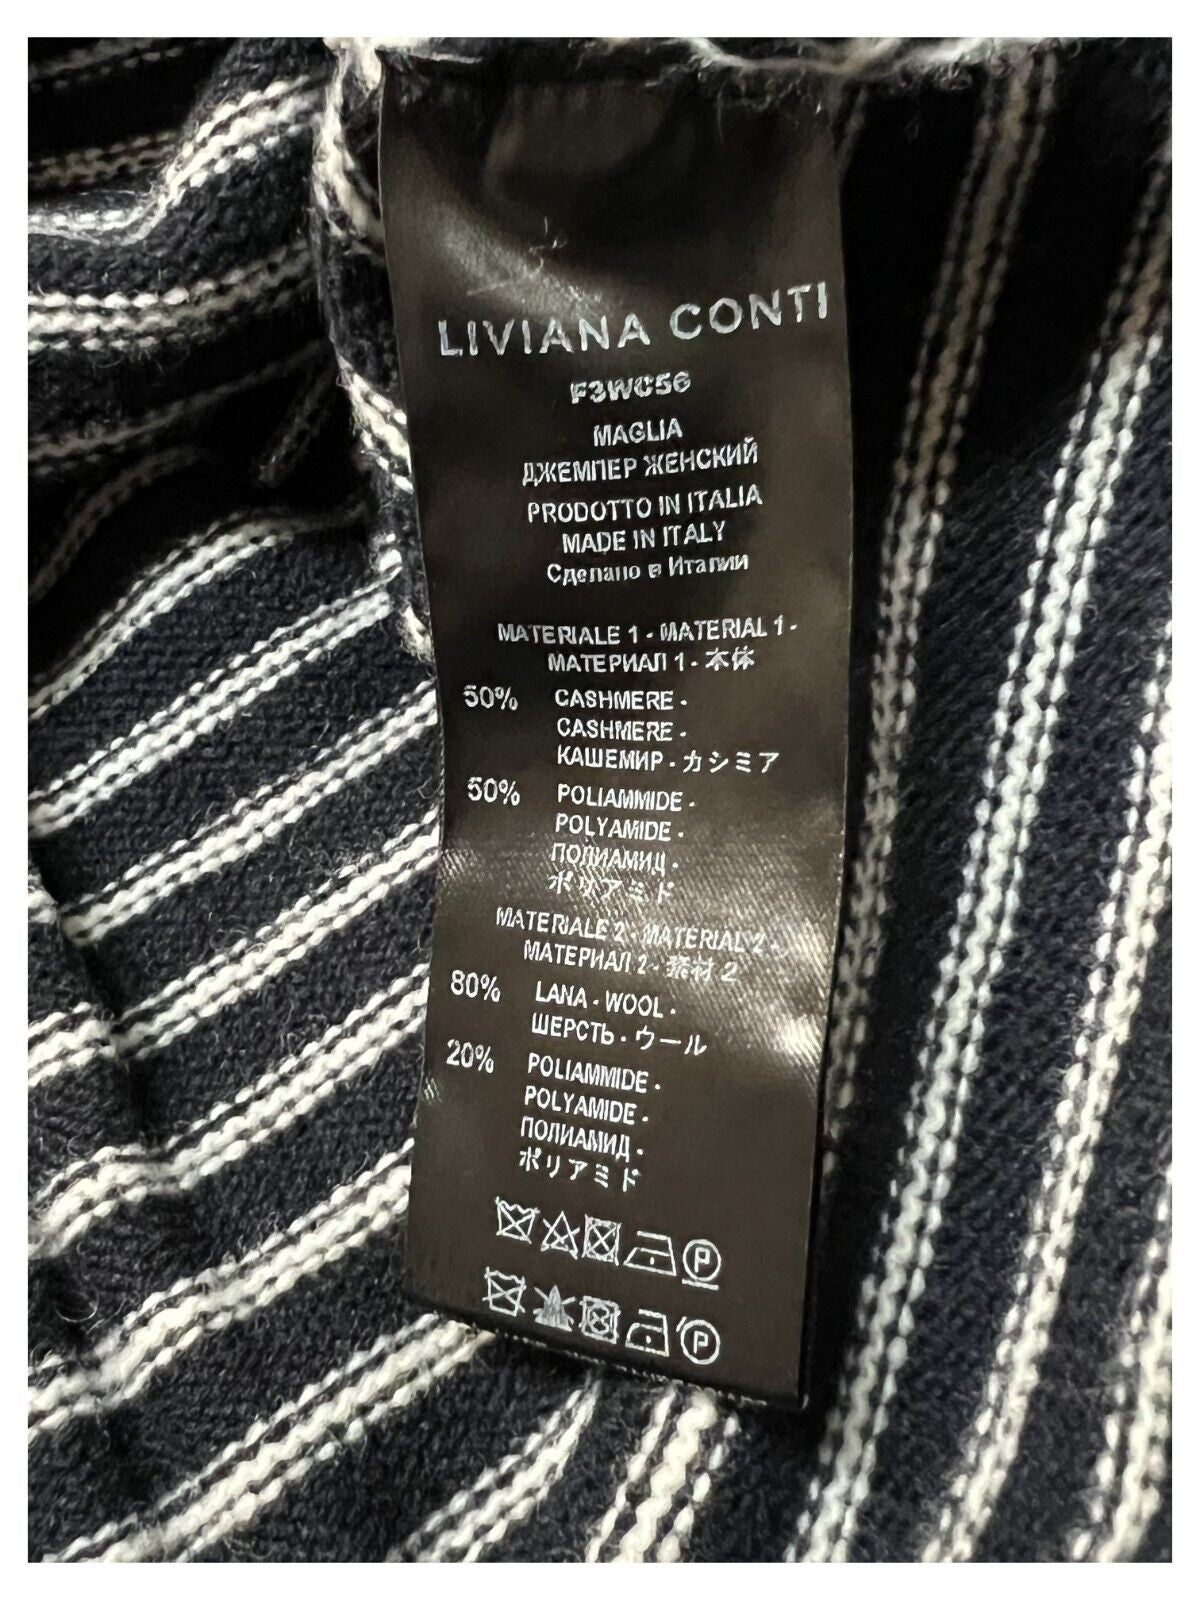 LIVIANA CONTI
F3WC56
MAGLIA
ДЖЕМПЕР ЖЕНСКИЙ
PRODOTTO IN ITALIA
MADE IN ITALY
Сделано в Италии
MATERIALE 1 - MATERIAL 1 -
МАТЕРИАЛ 1 - 本体
50% CASHMERE -
CASHMERE -
КАШЕМИР - カシミア
50% POLIAMMIDE -
POLYAMIDE -
ПОЛИАМИД -
ポリアミド
MATERIALE 2 - MATERIAL 2 -
МАТЕРИАЛ 2 - 素材 2
80% LANA - WOOL -
ШЕРСТЬ - ウール
20% POLIAMMIDE -
POLYAMIDE -
ПОЛИАМИД -
ポリアミド
P
P